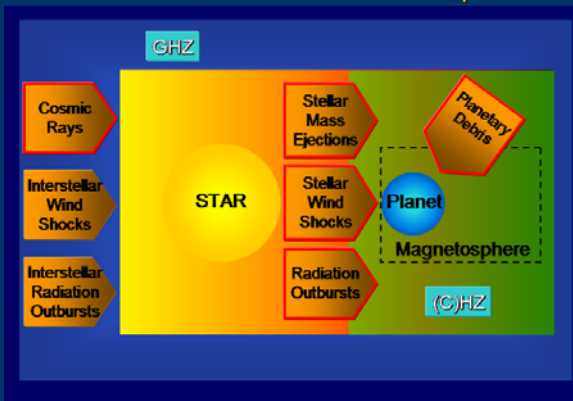 GHZ
Cosmic
Rays
Interstellar
Wind
Shocks
Interstellar
Radiation
Outbursts
STAR
Stellar
Mass
Ejections
Stellar
Wind
Shocks
Radiation
Outbursts
Planetary
Debris
Planet
Magnetosphere
(C)HZ